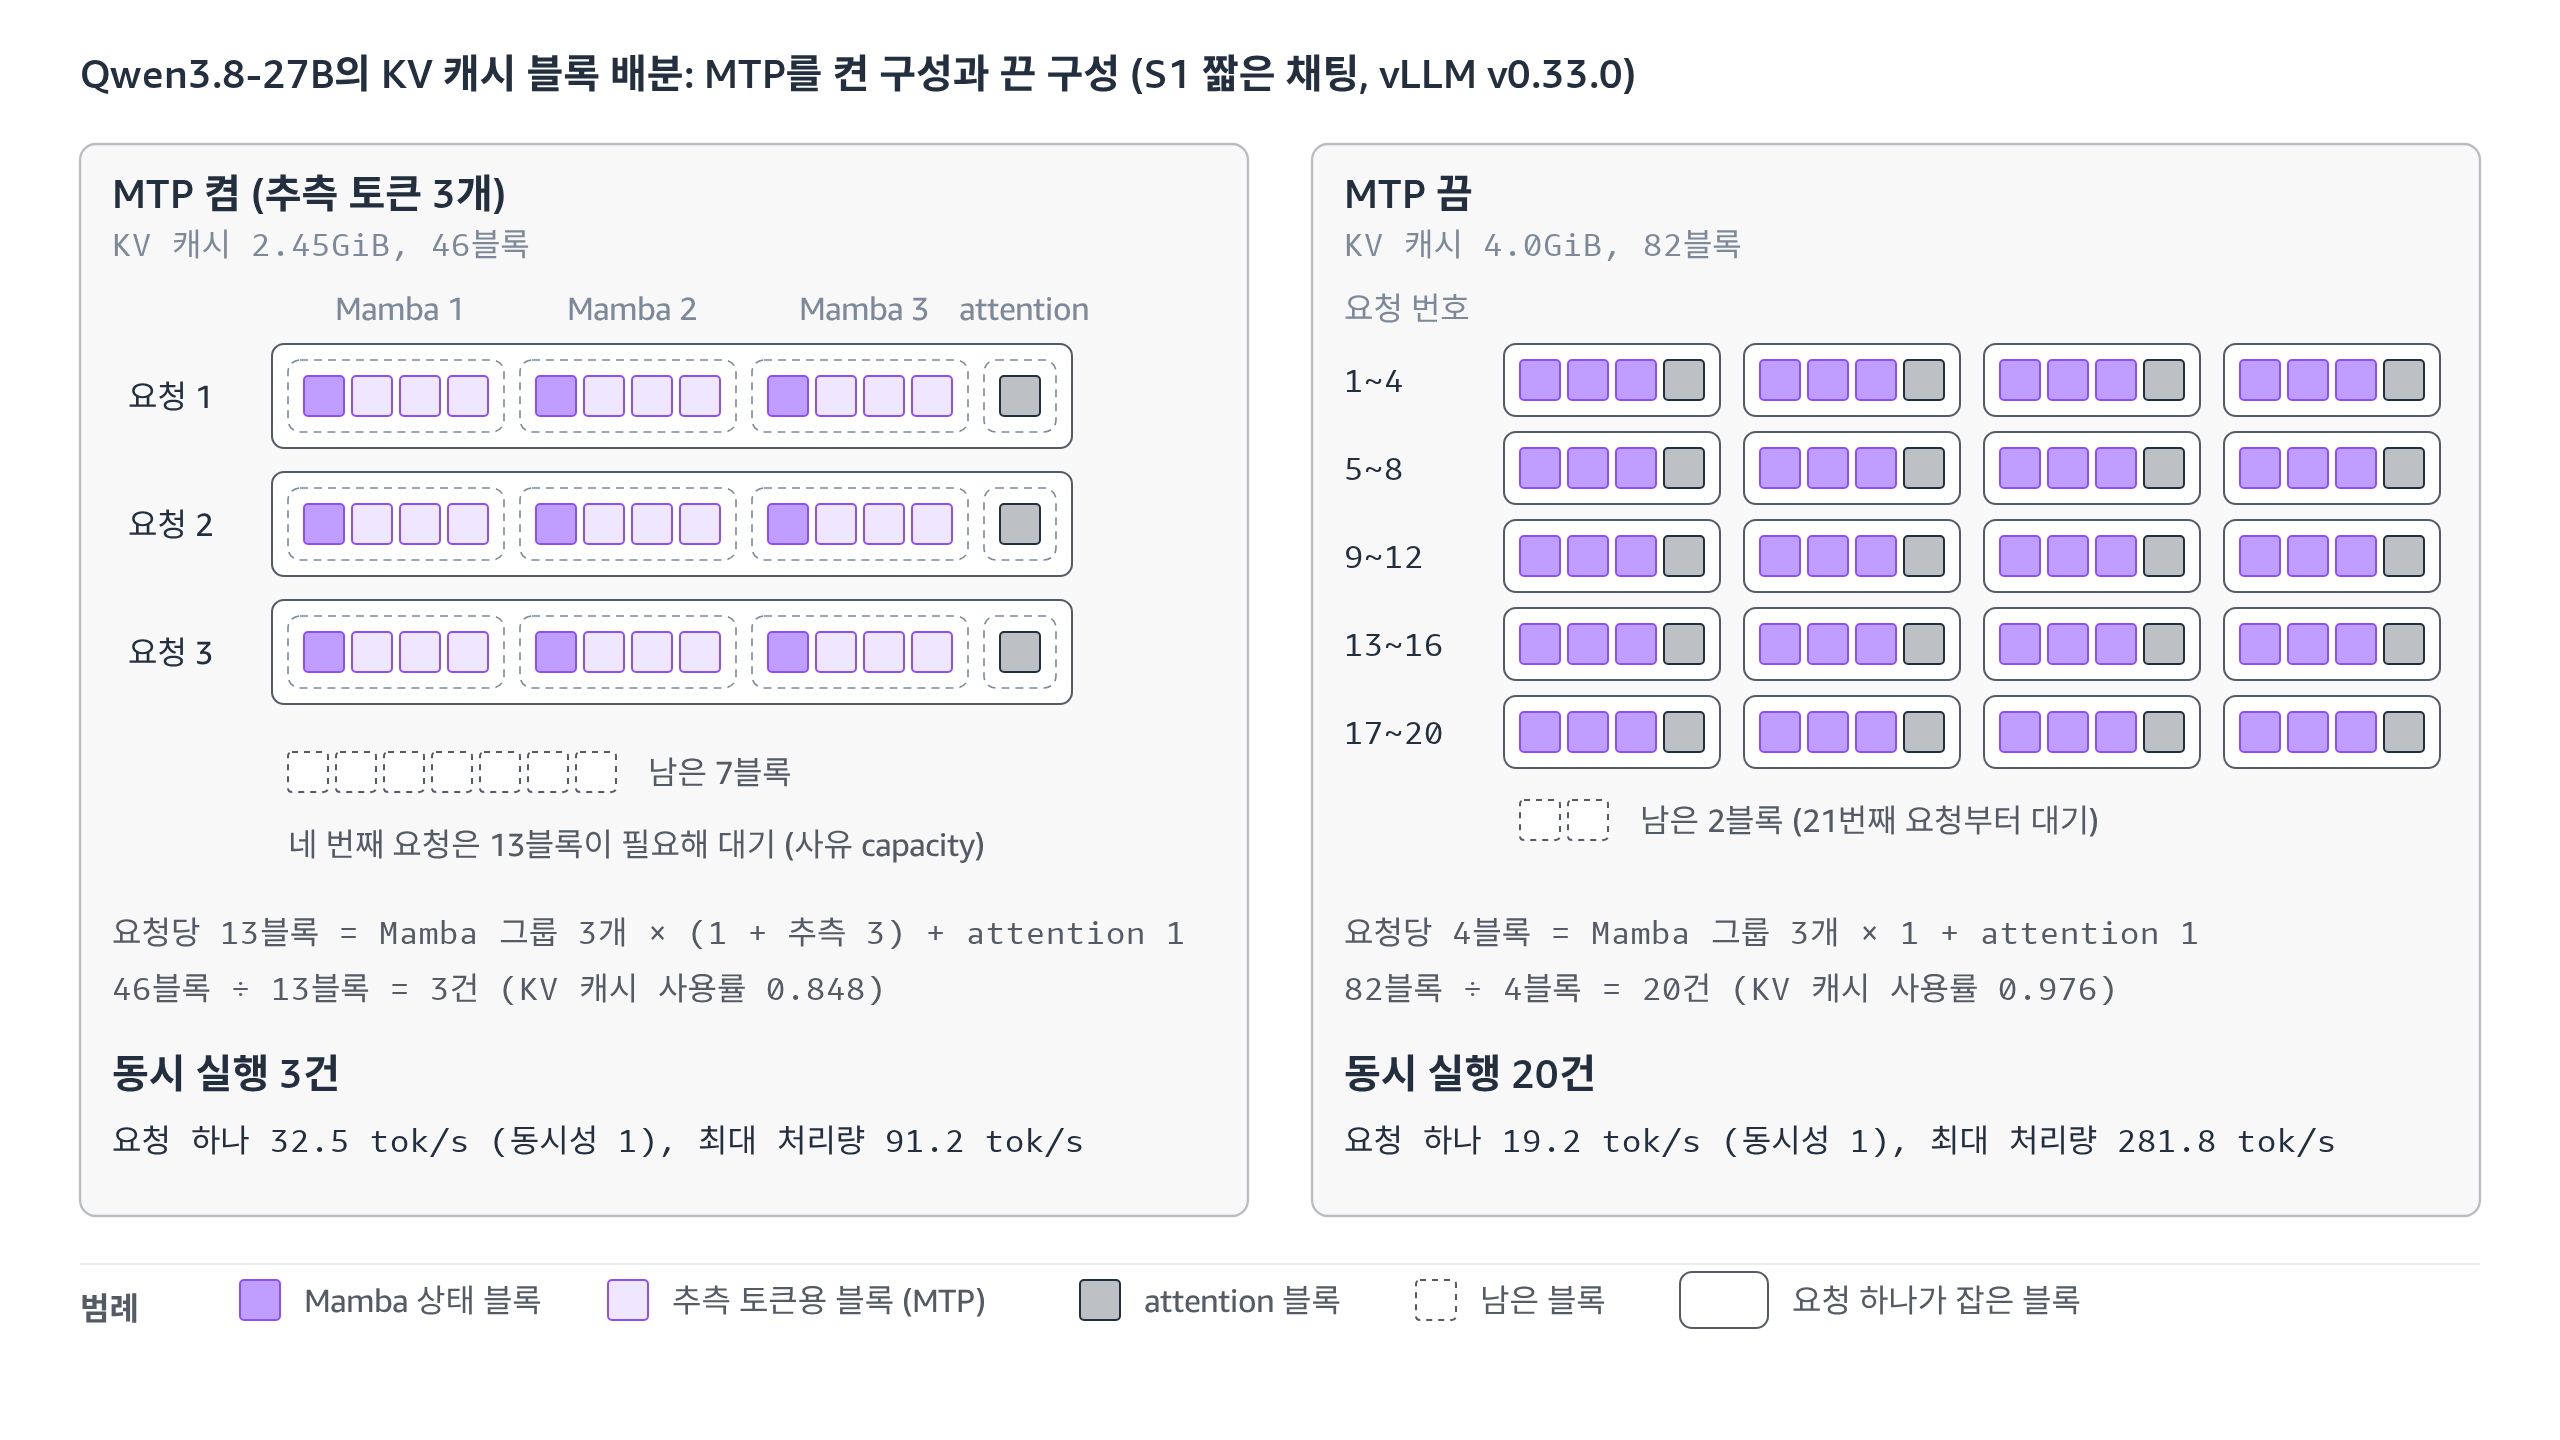 Qwen3.8-27B의 KV 캐시 블록 배분: MTP를 켠 구성과 끈 구성 (S1 짧은 채팅, vLLM v0.33.0)
MTP 켬 (추측 토큰 3개)
KV 캐시 2.45GiB, 46블록
Mamba 1 Mamba 2 Mamba 3 attention
요청 1
요청 2
요청 3
남은 7블록
네 번째 요청은 13블록이 필요해 대기 (사유 capacity)
요청당 13블록 = Mamba 그룹 3개 × (1 + 추측 3) + attention 1
46블록 ÷ 13블록 = 3건 (KV 캐시 사용률 0.848)
동시 실행 3건
요청 하나 32.5 tok/s (동시성 1), 최대 처리량 91.2 tok/s
MTP 끔
KV 캐시 4.0GiB, 82블록
요청 번호
1~4
5~8
9~12
13~16
17~20
남은 2블록 (21번째 요청부터 대기)
요청당 4블록 = Mamba 그룹 3개 × 1 + attention 1
82블록 ÷ 4블록 = 20건 (KV 캐시 사용률 0.976)
동시 실행 20건
요청 하나 19.2 tok/s (동시성 1), 최대 처리량 281.8 tok/s
범례 Mamba 상태 블록 추측 토큰용 블록 (MTP) attention 블록 남은 블록 요청 하나가 잡은 블록